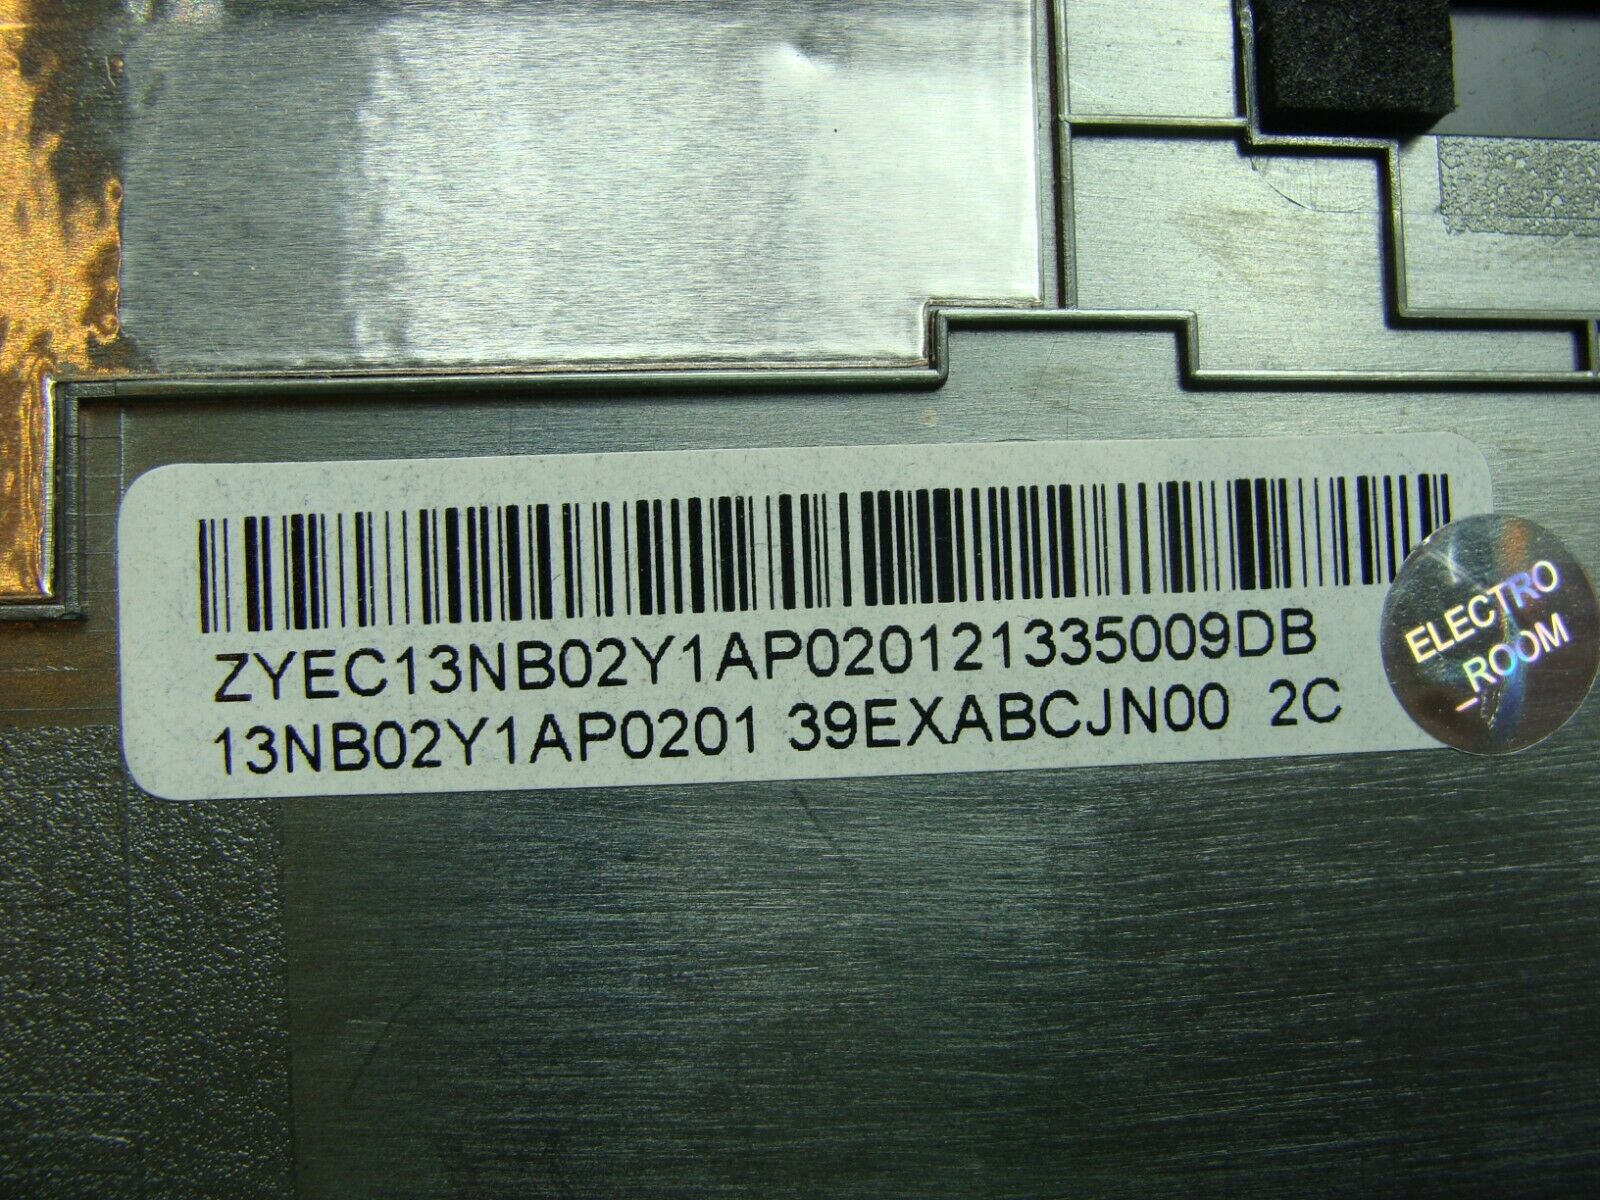 ZYEC13NB02Y1AP020121335009DB
13NB02Y1AP0201 39EXABCJN00 2C
ELECTRO
_ROOM